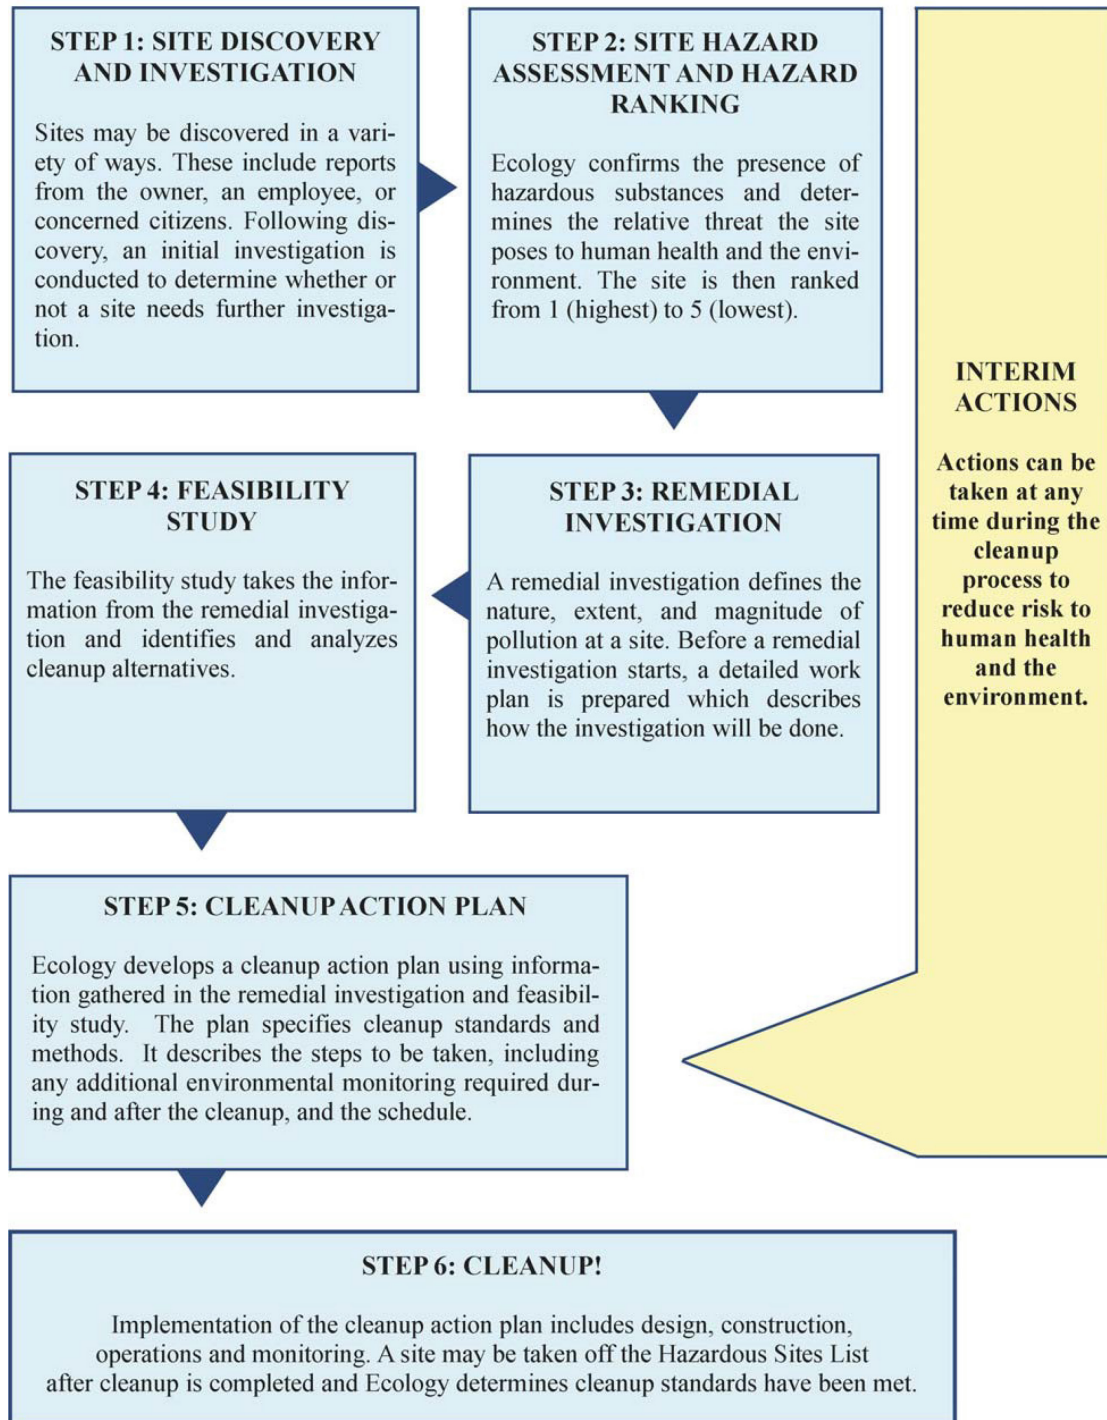 STEP 1: SITE DISCOVERY
AND INVESTIGATION
Sites may be discovered in a vari-
ety of ways. These include reports
from the owner, an employee, or
concerned citizens. Following dis-
covery, an initial investigation is
conducted to determine whether or
not a site needs further investiga-
tion.
STEP 2: SITE HAZARD
ASSESSMENT AND HAZARD
RANKING
Ecology confirms the presence of
hazardous substances and deter-
mines the relative threat the site
poses to human health and the envi-
ronment. The site is then ranked
from 1 (highest) to 5 (lowest).
STEP 3: REMEDIAL
INVESTIGATION
A remedial investigation defines the
nature, extent, and magnitude of
pollution at a site. Before a remedial
investigation starts, a detailed work
plan is prepared which describes
how the investigation will be done.
STEP 4: FEASIBILITY
STUDY
The feasibility study takes the infor-
mation from the remedial investiga-
tion and identifies and analyzes
cleanup alternatives.
STEP 5: CLEANUP ACTION PLAN
Ecology develops a cleanup action plan using informa-
tion gathered in the remedial investigation and feasibil-
ity study. The plan specifies cleanup standards and
methods. It describes the steps to be taken, including
any additional environmental monitoring required dur-
ing and after the cleanup, and the schedule.
STEP 6: CLEANUP!
Implementation of the cleanup action plan includes design, construction,
operations and monitoring. A site may be taken off the Hazardous Sites List
after cleanup is completed and Ecology determines cleanup standards have been met.
INTERIM
ACTIONS
Actions can be
taken at any
time during the
cleanup
process to
reduce risk to
human health
and the
environment.